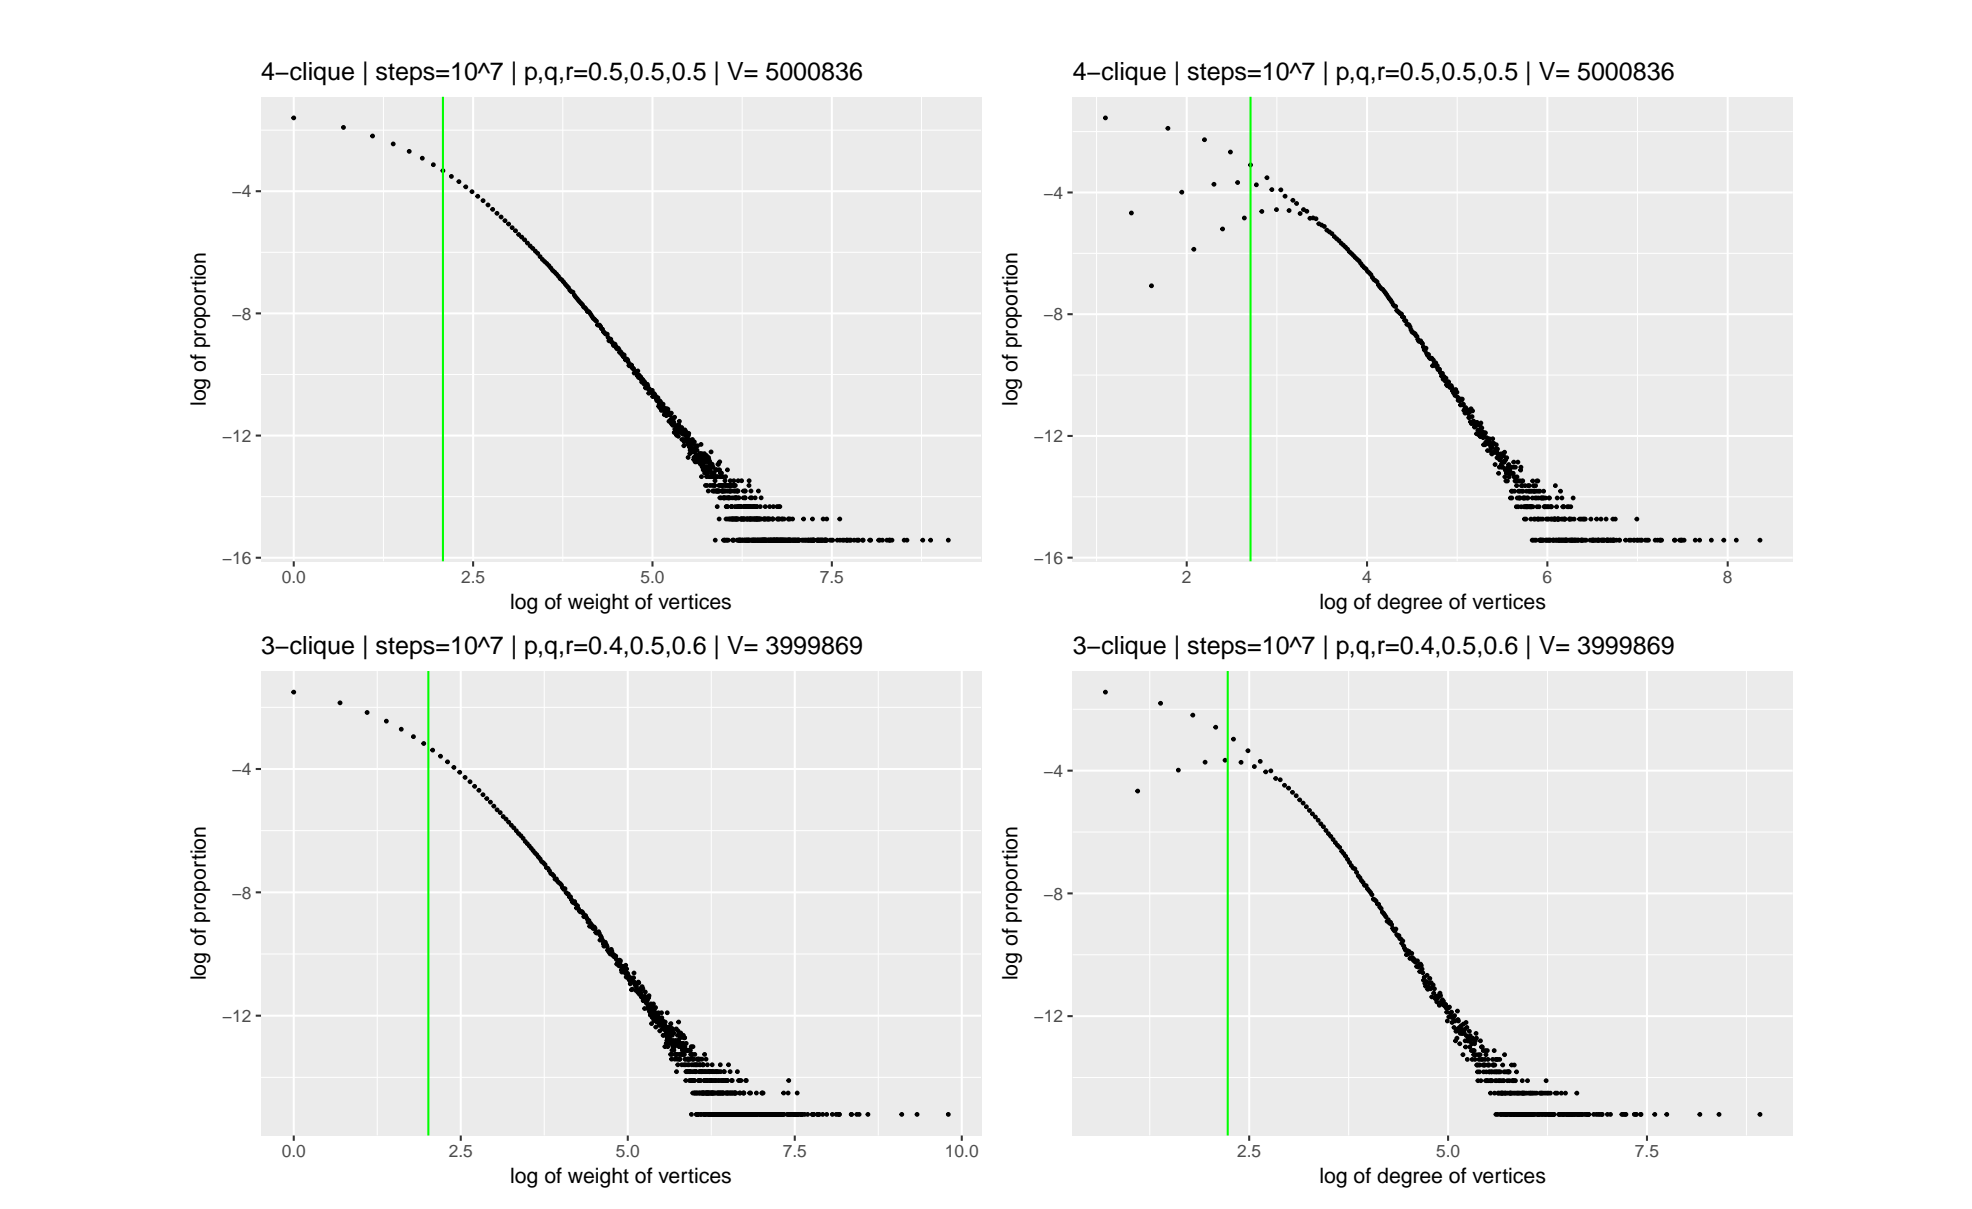 4−clique | steps=10^7 | p,q,r=0.5,0.5,0.5 | V= 5000836
log of proportion
−4
−8
−12
−16
0.0 2.5 5.0 7.5
log of weight of vertices
4−clique | steps=10^7 | p,q,r=0.5,0.5,0.5 | V= 5000836
log of proportion
−4
−8
−12
−16
2 4 6 8
log of degree of vertices
3−clique | steps=10^7 | p,q,r=0.4,0.5,0.6 | V= 3999869
log of proportion
−4
−8
−12
0.0 2.5 5.0 7.5 10.0
log of weight of vertices
3−clique | steps=10^7 | p,q,r=0.4,0.5,0.6 | V= 3999869
log of proportion
−4
−8
−12
2.5 5.0 7.5
log of degree of vertices